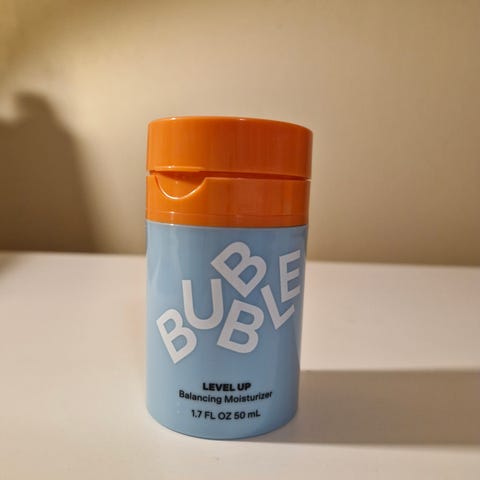 BUBBLE
LEVEL UP
Balancing Moisturizer
1.7 FL OZ 50 mL